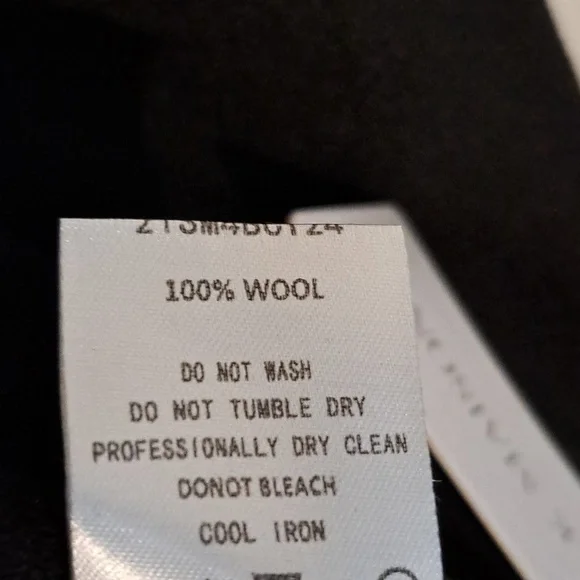 100% WOOL
DO NOT WASH
DO NOT TUMBLE DRY
PROFESSIONALLY DRY CLEAN
DONOT BLEACH
COOL IRON